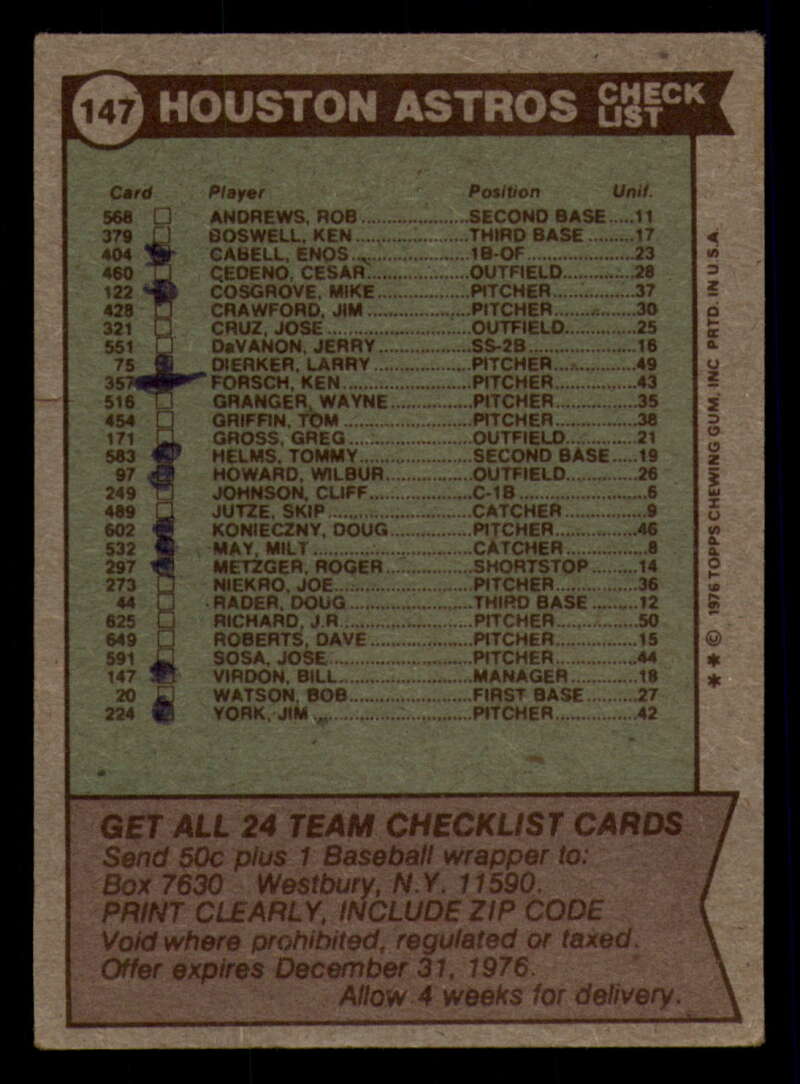 147 HOUSTON ASTROS CHECK LIST
Card Player Position Unif.
568 ANDREWS, ROB SECOND BASE 11
379 BOSWELL, KEN THIRD BASE 17
404 CABELL, ENOS 1B-OF 23
460 CEDENO, CESAR OUTFIELD 28
122 COSGROVE, MIKE PITCHER 37
428 CRAWFORD, JIM PITCHER 30
321 CRUZ, JOSE OUTFIELD 25
551 DaVANON, JERRY SS-2B 16
75 DIERKER, LARRY PITCHER 49
357 FORSCH, KEN PITCHER 43
516 GRANGER, WAYNE PITCHER 35
454 GRIFFIN, TOM PITCHER 38
171 GROSS, GREG OUTFIELD 21
583 HELMS, TOMMY SECOND BASE 19
97 HOWARD, WILBUR OUTFIELD 26
249 JOHNSON, CLIFF C-1B 6
489 JUTZE, SKIP CATCHER 9
602 KONIECZNY, DOUG PITCHER 46
532 MAY, MILT CATCHER 8
297 METZGER, ROGER SHORTSTOP 14
273 NIEKRO, JOE PITCHER 36
44 RADER, DOUG THIRD BASE 12
625 RICHARD, J.R. PITCHER 50
649 ROBERTS, DAVE PITCHER 15
591 SOSA, JOSE PITCHER 44
147 VIRDON, BILL MANAGER 18
20 WATSON, BOB FIRST BASE 27
224 YORK, JIM PITCHER 42
** © 1976 TOPPS CHEWING GUM, INC PRTD. IN U.S.A.
GET ALL 24 TEAM CHECKLIST CARDS
Send 50c plus 1 Baseball wrapper to:
Box 7630 Westbury, N.Y. 11590.
PRINT CLEARLY, INCLUDE ZIP CODE
Void where prohibited, regulated or taxed.
Offer expires December 31, 1976.
Allow 4 weeks for delivery.